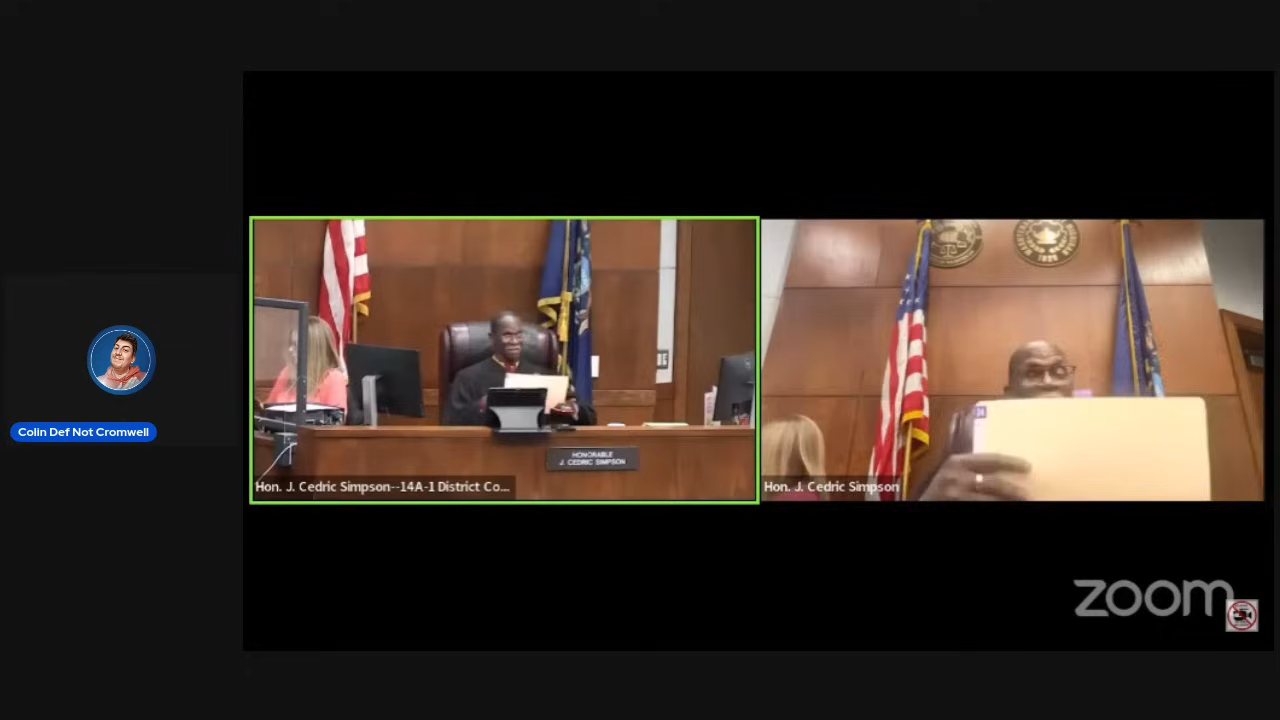 Colin Def Not Cromwell
HONORABLE
J. CEDRIC SIMPSON
Hon. J. Cedric Simpson--14A-1 District Co...
Hon. J. Cedric Simpson
zoom